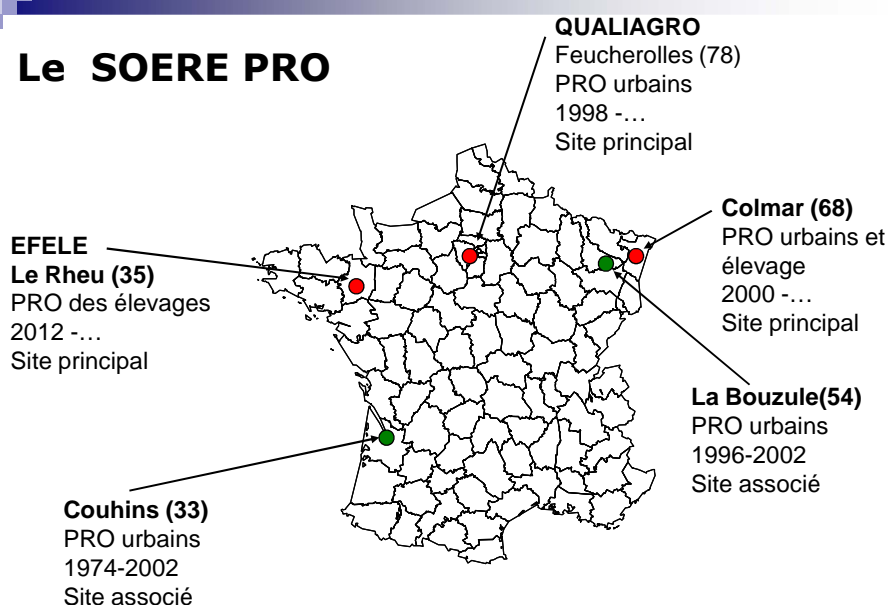 Le SOERE PRO
QUALIAGRO
Feucherolles (78)
PRO urbains
1998 -...
Site principal
EFELE
Le Rheu (35)
PRO des élevages
2012 -...
Site principal
Colmar (68)
PRO urbains et
élevage
2000 -...
Site principal
La Bouzule(54)
PRO urbains
1996-2002
Site associé
Couhins (33)
PRO urbains
1974-2002
Site associé